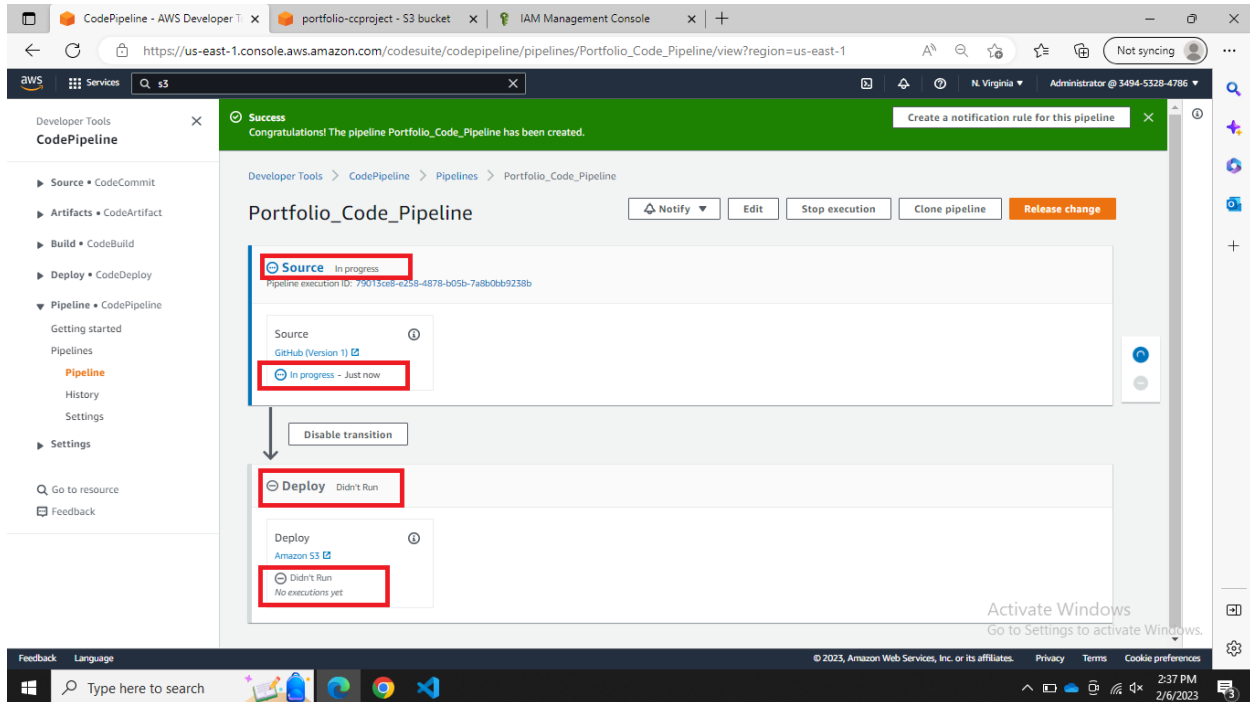 CodePipeline - AWS Developer T
portfolio-ccproject - S3 bucket
IAM Management Console
https://us-east-1.console.aws.amazon.com/codesuite/codepipeline/pipelines/Portfolio_Code_Pipeline/view?region=us-east-1
Not syncing
aws
Services
s3
N. Virginia
Administrator @ 3494-5328-4786
Developer Tools
CodePipeline
Source • CodeCommit
Artifacts • CodeArtifact
Build • CodeBuild
Deploy • CodeDeploy
Pipeline • CodePipeline
Getting started
Pipelines
Pipeline
History
Settings
Settings
Go to resource
Feedback
Success
Congratulations! The pipeline Portfolio_Code_Pipeline has been created.
Create a notification rule for this pipeline
Developer Tools > CodePipeline > Pipelines > Portfolio_Code_Pipeline
Portfolio_Code_Pipeline
Notify
Edit
Stop execution
Clone pipeline
Release change
Source In progress
Pipeline execution ID: 79013ce8-e258-4878-b05b-7a8b0bb9238b
Source
GitHub (Version 1)
In progress - Just now
Disable transition
Deploy Didn't Run
Deploy
Amazon S3
Didn't Run
No executions yet
Activate Windows
Go to Settings to activate Windows.
Feedback Language
© 2023, Amazon Web Services, Inc. or its affiliates. Privacy Terms Cookie preferences
Type here to search
2:37 PM
2/6/2023
3